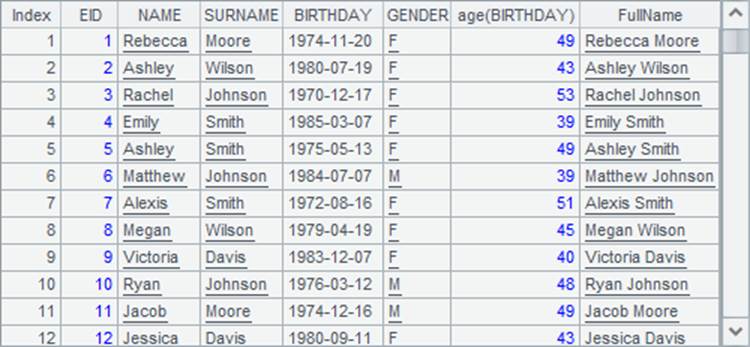 Index EID NAME SURNAME BIRTHDAY GENDER age(BIRTHDAY) FullName
1 1 Rebecca Moore 1974-11-20 F 49 Rebecca Moore
2 2 Ashley Wilson 1980-07-19 F 43 Ashley Wilson
3 3 Rachel Johnson 1970-12-17 F 53 Rachel Johnson
4 4 Emily Smith 1985-03-07 F 39 Emily Smith
5 5 Ashley Smith 1975-05-13 F 49 Ashley Smith
6 6 Matthew Johnson 1984-07-07 M 39 Matthew Johnson
7 7 Alexis Smith 1972-08-16 F 51 Alexis Smith
8 8 Megan Wilson 1979-04-19 F 45 Megan Wilson
9 9 Victoria Davis 1983-12-07 F 40 Victoria Davis
10 10 Ryan Johnson 1976-03-12 M 48 Ryan Johnson
11 11 Jacob Moore 1974-12-16 M 49 Jacob Moore
12 12 Jessica Davis 1980-09-11 F 43 Jessica Davis